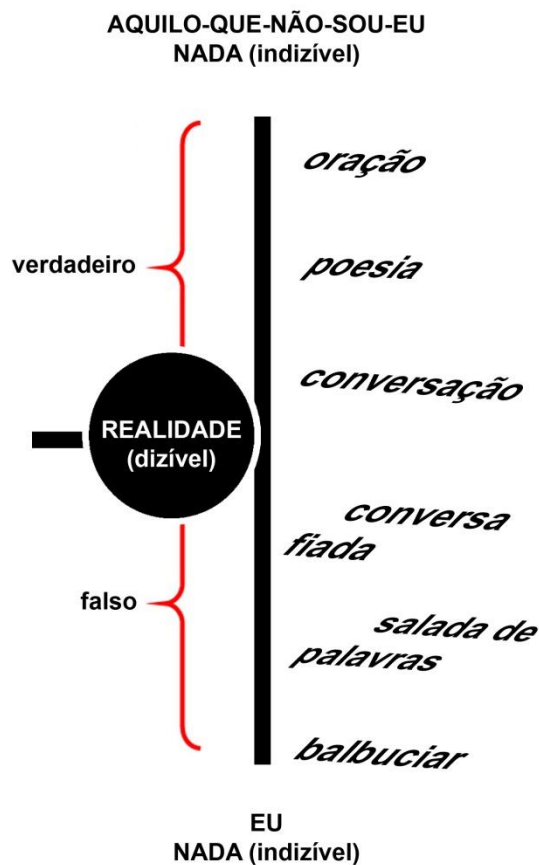 AQUILO-QUE-NÃO-SOU-EU
NADA (indizível)
oração
verdadeiro
poesia
conversação
REALIDADE
(dizível)
conversa
fiada
falso
salada de
palavras
balbuciar
EU
NADA (indizível)